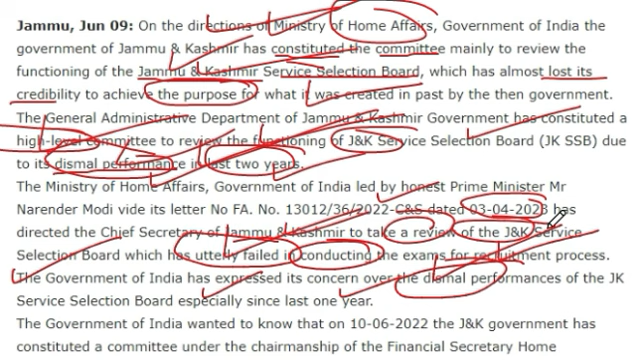 Jammu, Jun 09: On the directions of Ministry of Home Affairs, Government of India the
government of Jammu & Kashmir has constituted the committee mainly to review the
functioning of the Jammu & Kashmir Service Selection Board, which has almost lost its
credibility to achieve the purpose for what it was created in past by the then government.
The General Administrative Department of Jammu & Kashmir Government has constituted a
high-level committee to review the functioning of J&K Service Selection Board (JK SSB) due
to its dismal performance in last two years.
The Ministry of Home Affairs, Government of India led by honest Prime Minister Mr
Narender Modi vide its letter No FA. No. 13012/36/2022-C&S dated 03-04-2023 has
directed the Chief Secretary of Jammu & Kashmir to take a review of the J&K Service
Selection Board which has utterly failed in conducting the exams for recruitment process.
The Government of India has expressed its concern over the dismal performances of the JK
Service Selection Board especially since last one year.
The Government of India wanted to know that on 10-06-2022 the J&K government has
constituted a committee under the chairmanship of the Financial Secretary Home